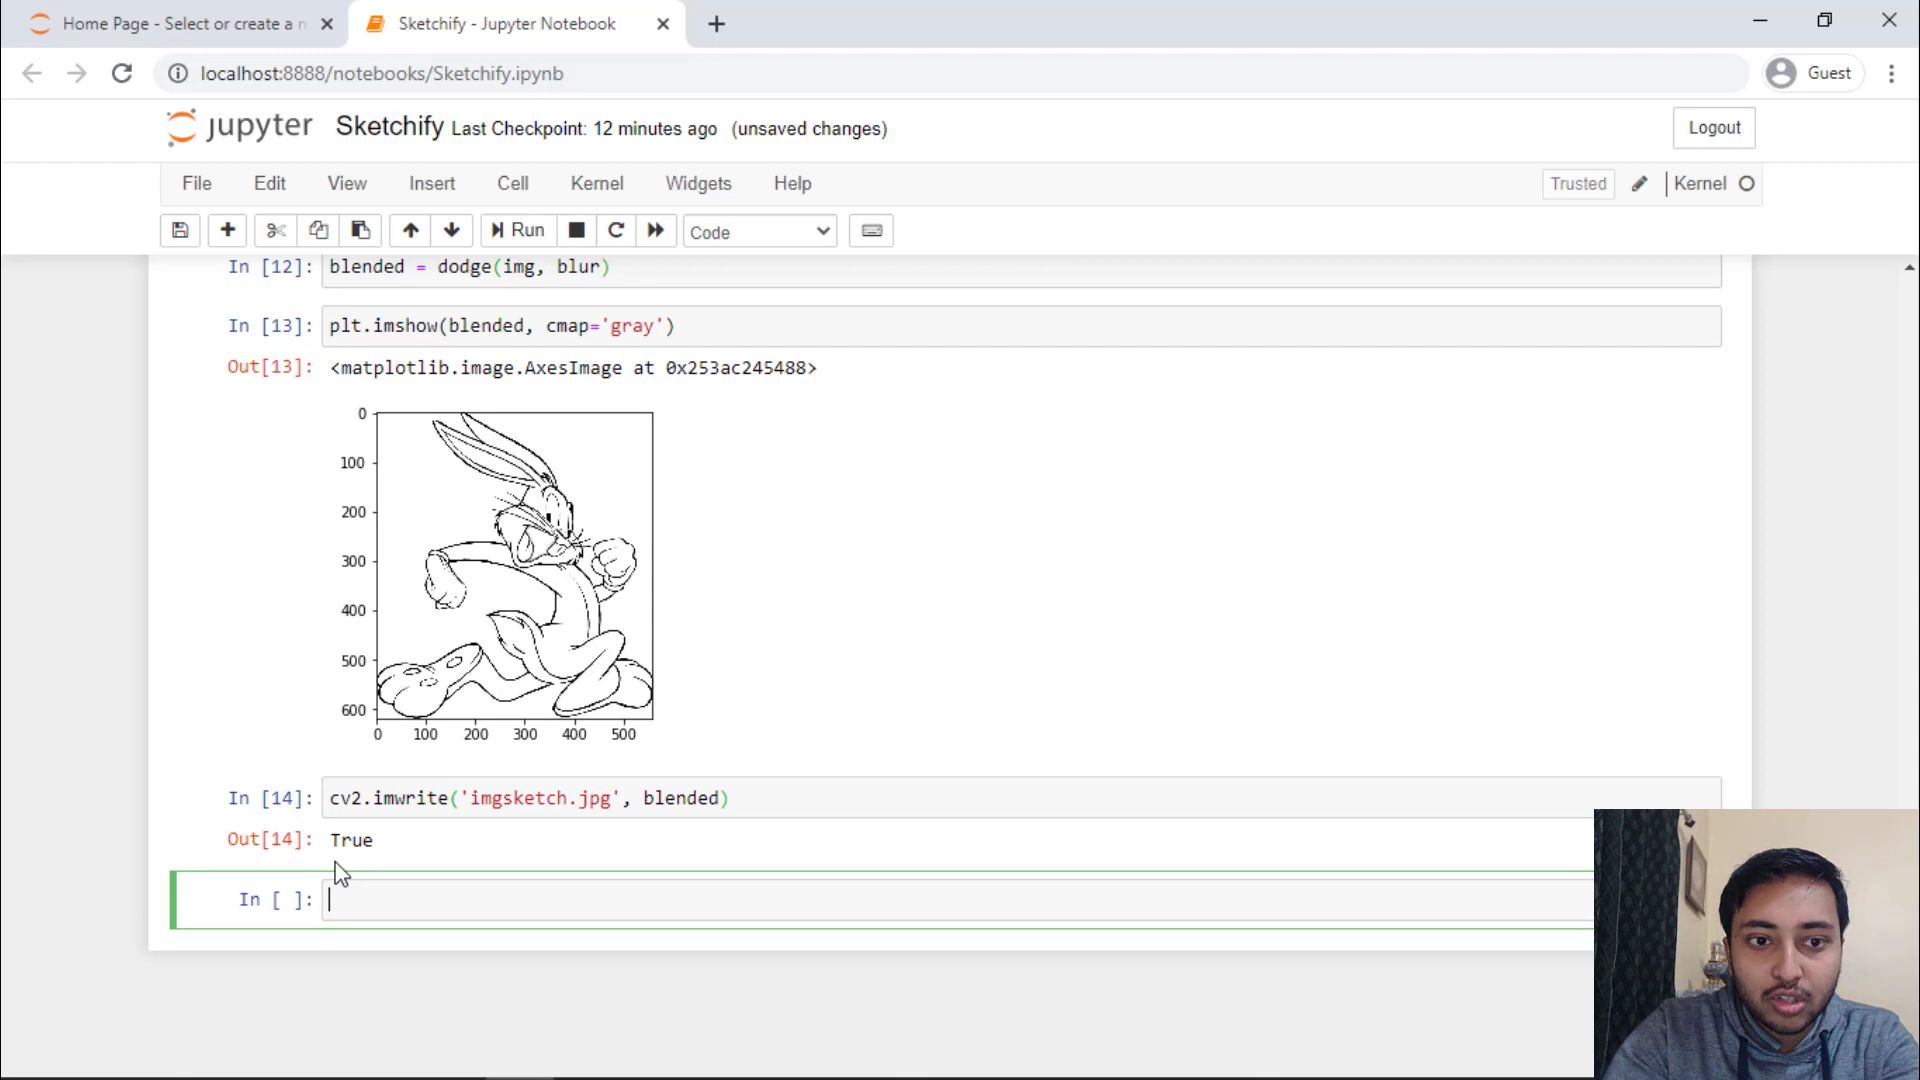 Home Page - Select or create a n
Sketchify - Jupyter Notebook
localhost:8888/notebooks/Sketchify.ipynb
Guest
jupyter Sketchify Last Checkpoint: 12 minutes ago (unsaved changes)
Logout
File Edit View Insert Cell Kernel Widgets Help
Trusted Kernel
Run Code
In [12]: blended = dodge(img, blur)
In [13]: plt.imshow(blended, cmap='gray')
Out[13]: <matplotlib.image.AxesImage at 0x253ac245488>
0
100
200
300
400
500
600
0 100 200 300 400 500
In [14]: cv2.imwrite('imgsketch.jpg', blended)
Out[14]: True
In [ ]: